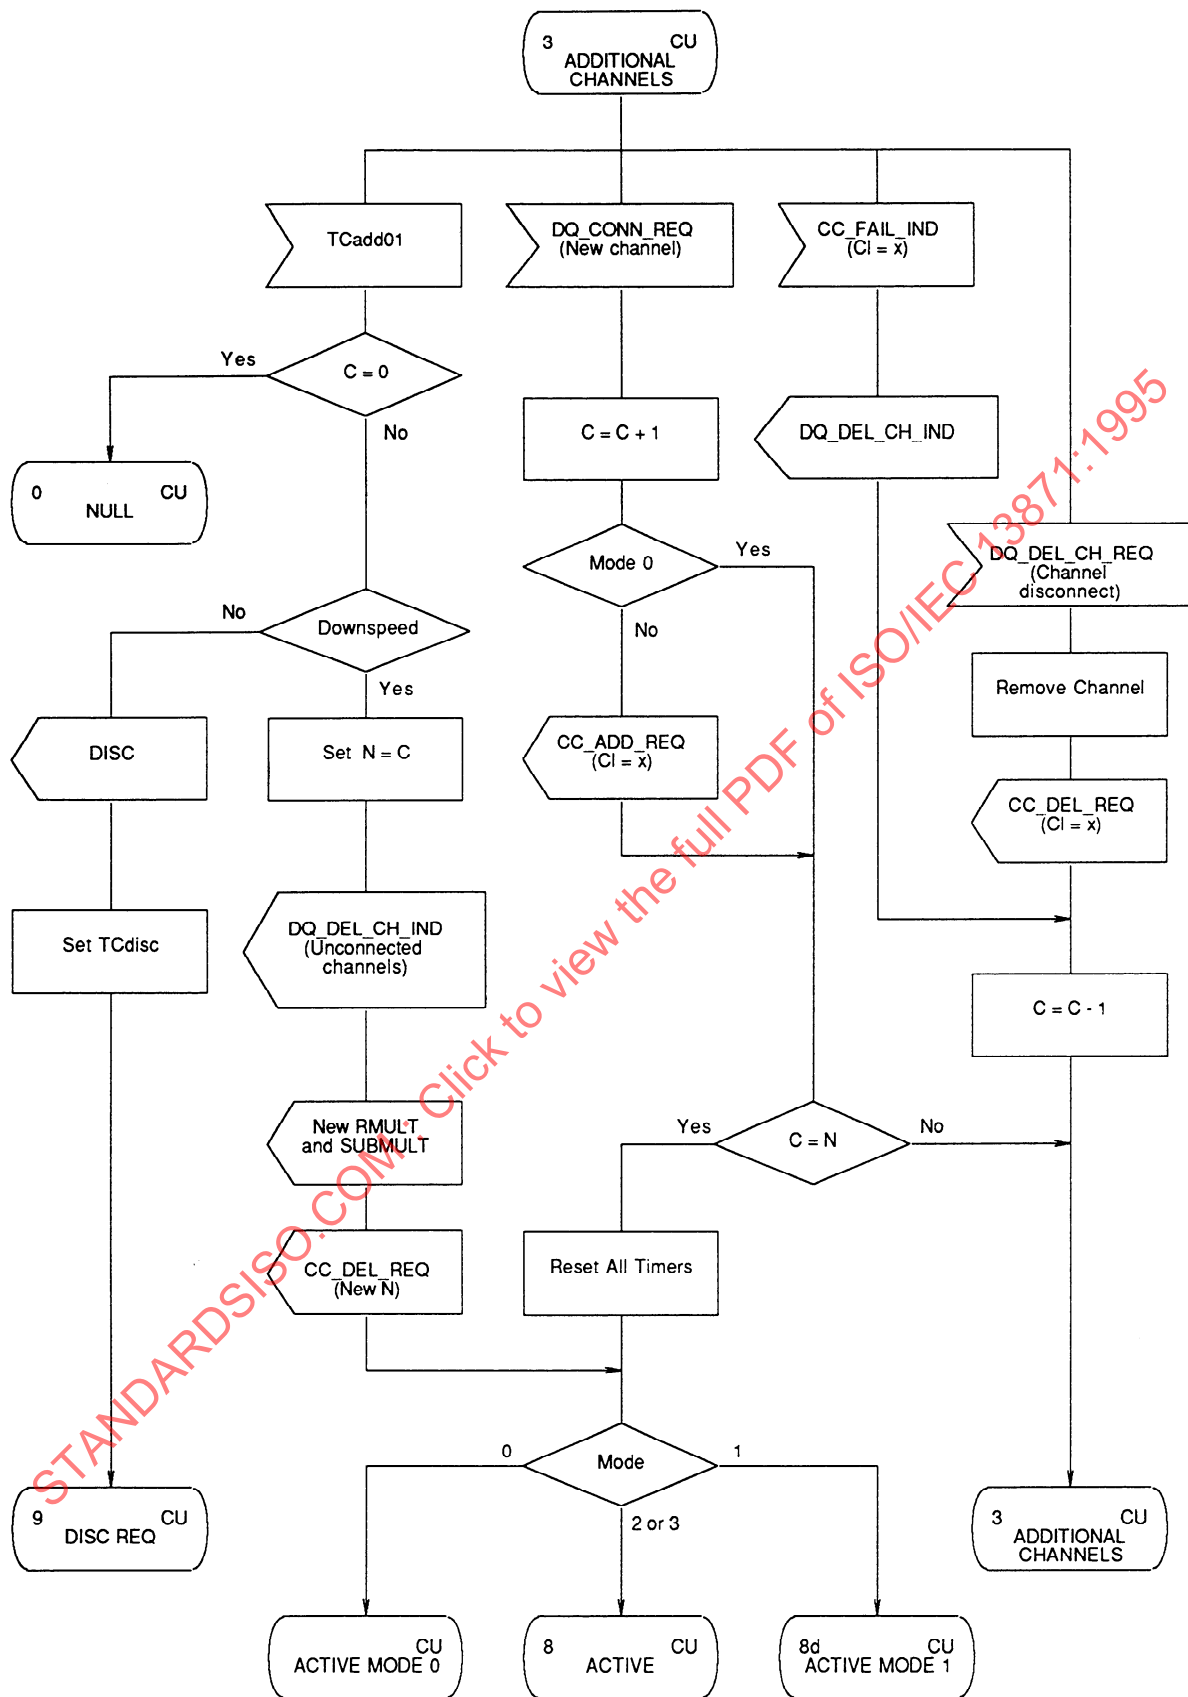 3 CU
ADDITIONAL
CHANNELS
TCadd01
DQ_CONN_REQ
(New channel)
CC_FAIL_IND
(CI = x)
Yes
C = 0
No
C = C + 1
DQ_DEL_CH_IND
0 CU
NULL
Mode 0
Yes
No
DQ_DEL_CH_REQ
(Channel
disconnect)
No
Downspeed
Yes
Remove Channel
DISC
Set N = C
CC_ADD_REQ
(CI = x)
CC_DEL_REQ
(CI = x)
Set TCdisc
DQ_DEL_CH_IND
(Unconnected
channels)
C = C - 1
New RMULT
and SUBMULT
Yes
C = N
No
CC_DEL_REQ
(New N)
Reset All Timers
0
Mode
1
2 or 3
9 CU
DISC REQ
3 CU
ADDITIONAL
CHANNELS
CU
ACTIVE MODE 0
8 CU
ACTIVE
8d CU
ACTIVE MODE 1
STANDARDSISO.COM : Click to view the full PDF of ISO/IEC 13871:1995